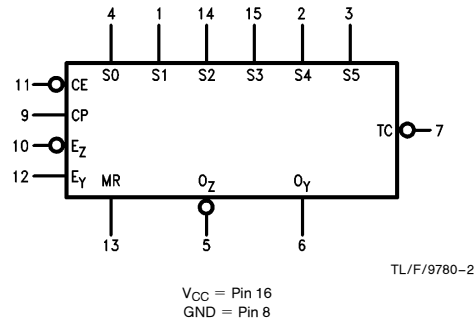 4 1 14 15 2 3
S0 S1 S2 S3 S4 S5
11 CE
9 CP
TC 7
10 EZ
12 EY MR OZ OY
13 5 6
TL/F/9780–2
VCC = Pin 16
GND = Pin 8